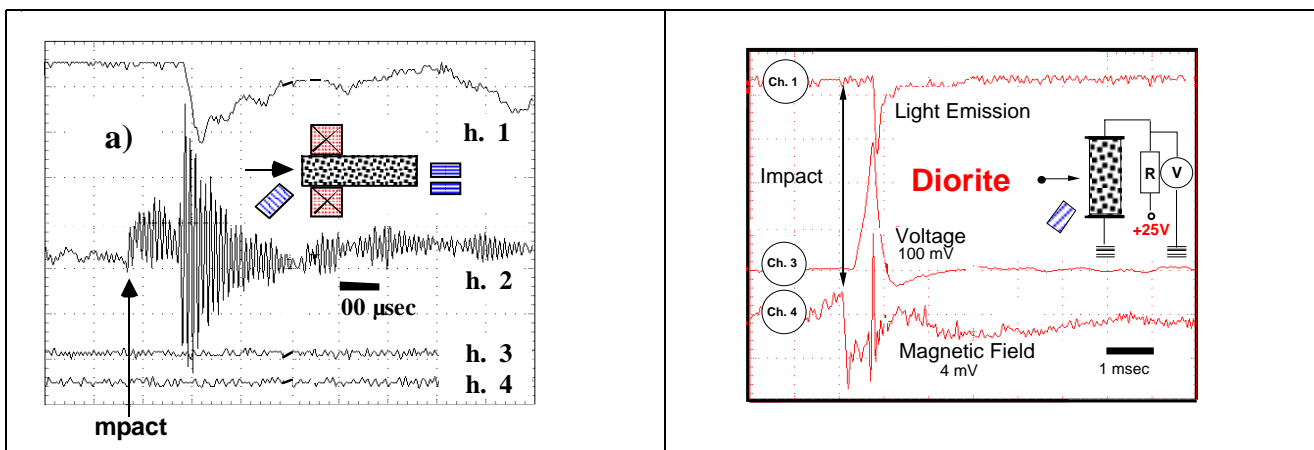 a)
h. 1
h. 2
00 µsec
h. 3
h. 4
mpact
Ch. 1
Light Emission
Impact
Diorite
R
V
+25V
Voltage
100 mV
Ch. 3
Ch. 4
Magnetic Field
4 mV
1 msec